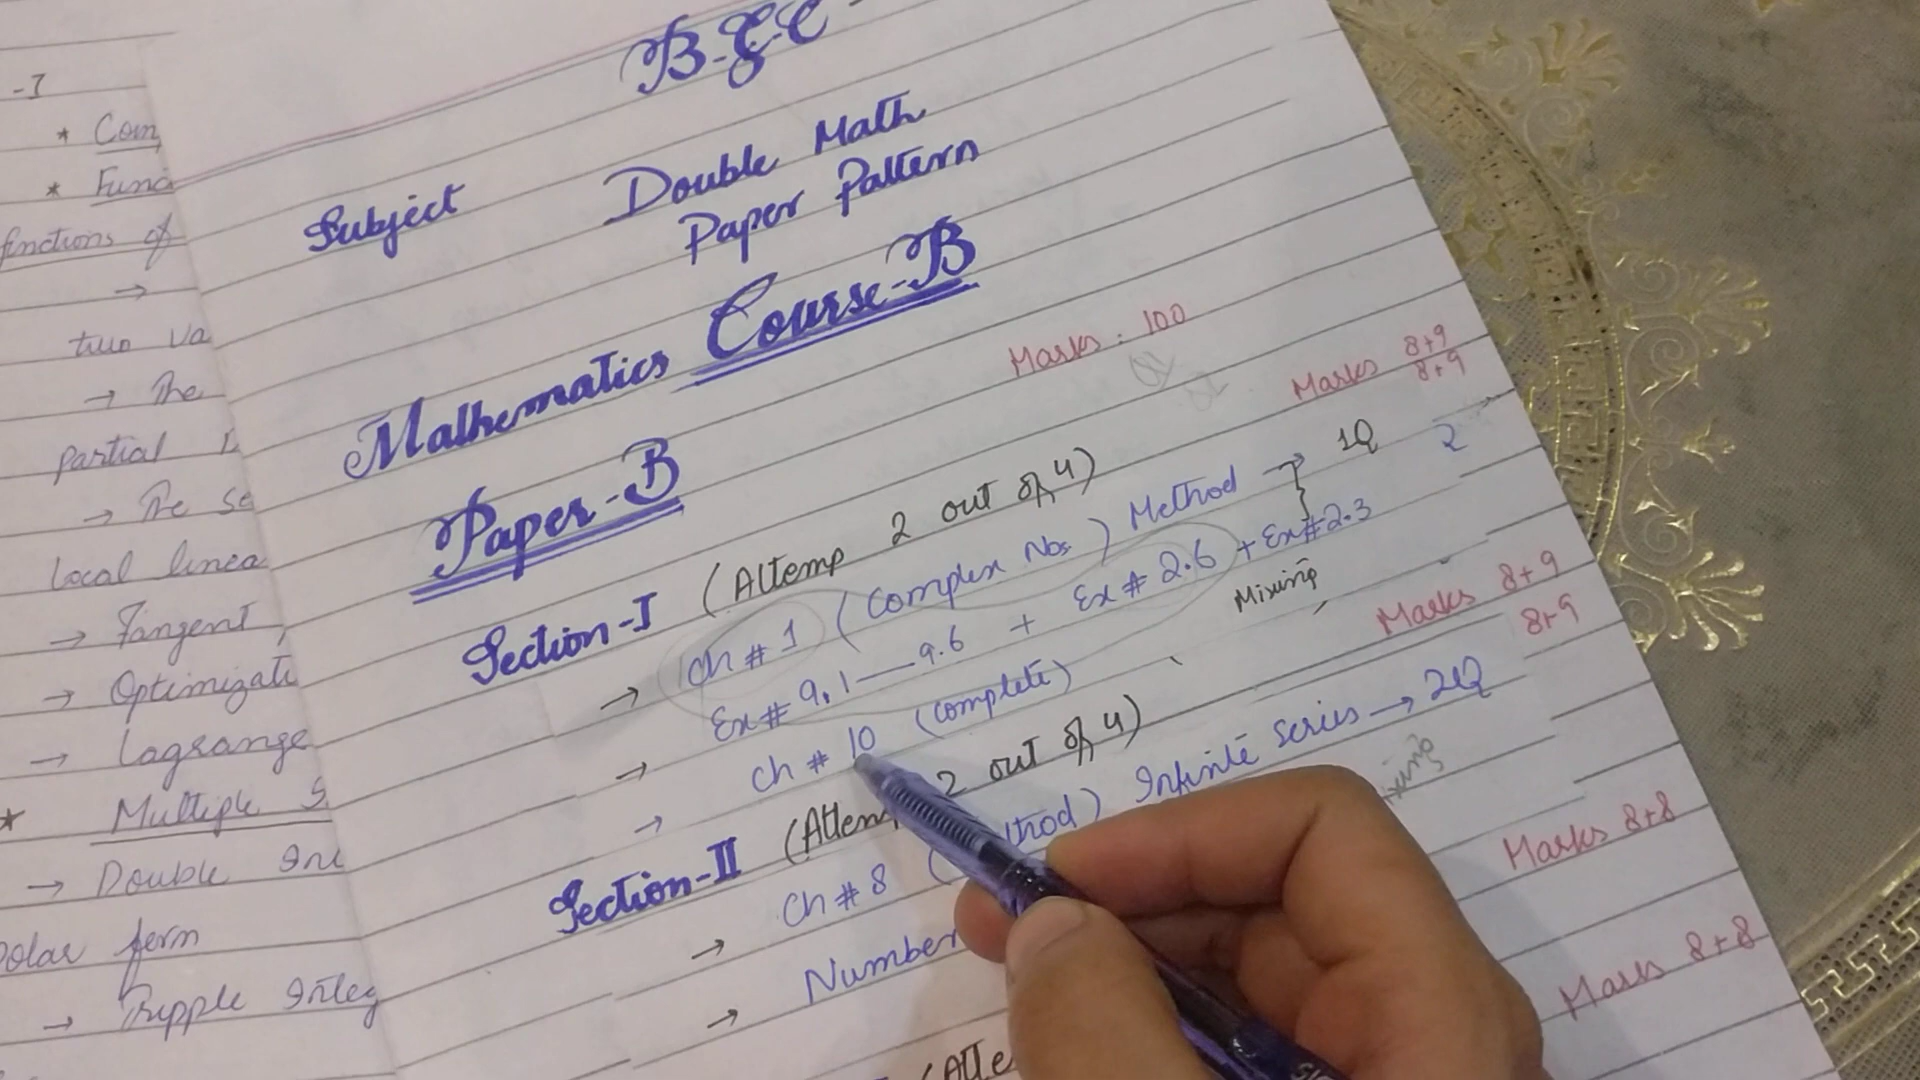 -I
* Com
* Func
functions of
→
two va
→ The
partial
→ The se
local linea
→ Tangent
→ Optimizati
→ Lagrange
* Multiple
→ Double Int
polar form
→ Tripple Integ
Subject Double Math
Paper Pattern
Mathematics Course-B
Marks: 100
Paper-B
Marks 8+9
8+9
Section-I (Attemp 2 out of 4)
→ Ch # 1 (Complex Nos) Method → 1Q 2
→ Ex # 9.1 — 9.6 + Ex # 2.6 + Ex # 2.3
Mixing
→ Ch # 10 (complete)
Marks 8+9
8+9
Section-II (Attem 2 out of 4)
→ Ch # 8 ( thod) Infinite Series → 2Q
→ Number
Marks 8+8
(Atte
Marks 8+8